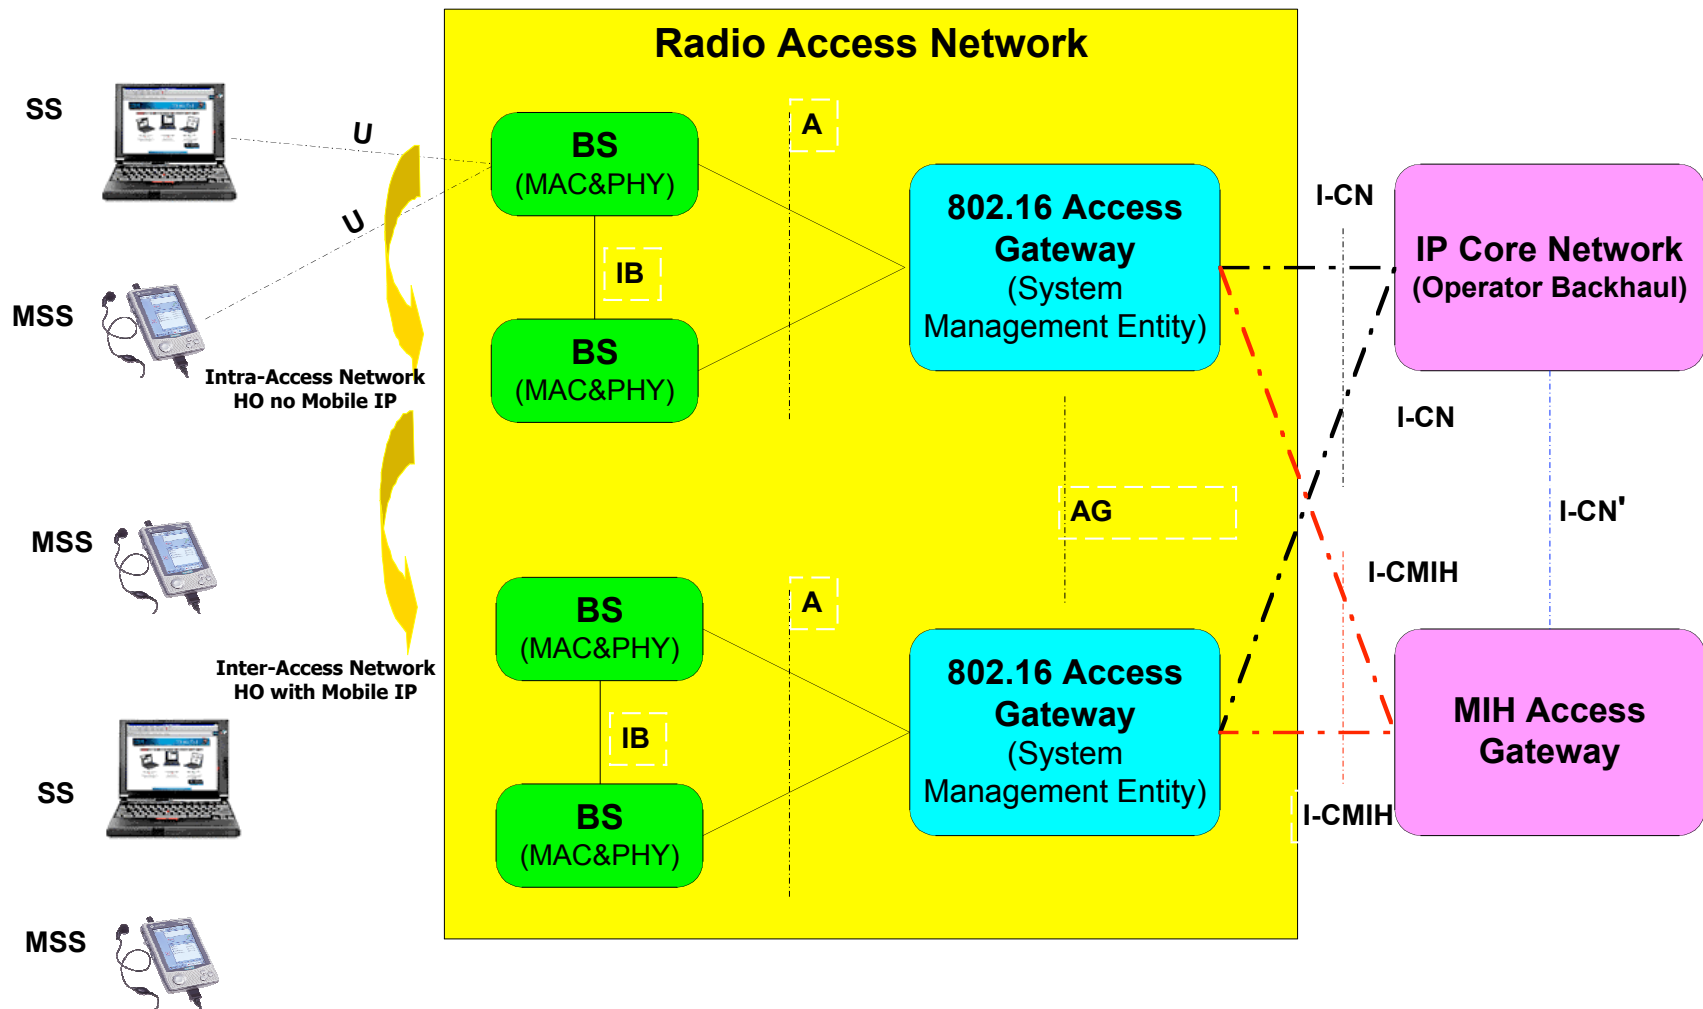 Radio Access Network
SS
U
U
MSS
Intra-Access Network
HO no Mobile IP
MSS
Inter-Access Network
HO with Mobile IP
SS
MSS
BS
(MAC&PHY)
IB
BS
(MAC&PHY)
A
802.16 Access
Gateway
(System
Management Entity)
AG
BS
(MAC&PHY)
IB
BS
(MAC&PHY)
A
802.16 Access
Gateway
(System
Management Entity)
I-CN
IP Core Network
(Operator Backhaul)
I-CN
I-CN'
I-CMIH
MIH Access
Gateway
I-CMIH